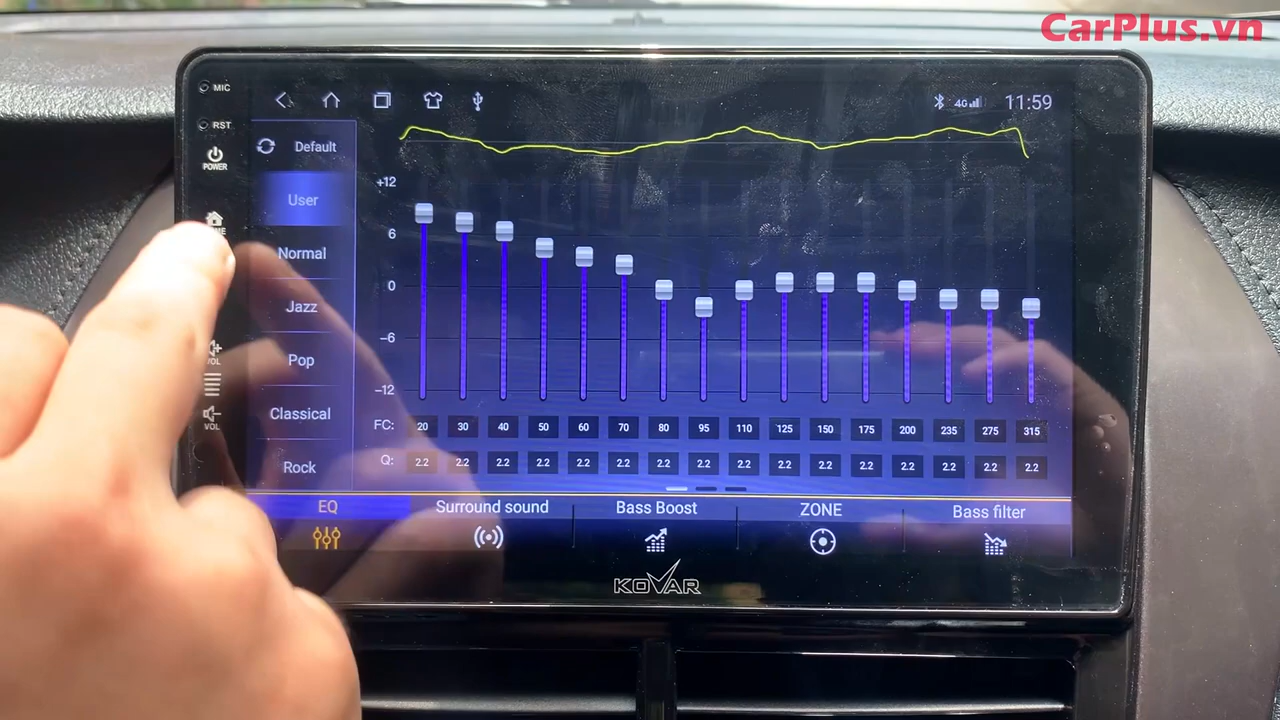 CarPlus.vn
MIC
RST
POWER
4G
11:59
Default
User
Normal
Jazz
Pop
Classical
Rock
+12
6
0
−6
−12
FC: 20 30 40 50 60 70 80 95 110 125 150 175 200 235 275 315
Q: 2.2 2.2 2.2 2.2 2.2 2.2 2.2 2.2 2.2 2.2 2.2 2.2 2.2 2.2 2.2 2.2
VOL
VOL
EQ
Surround sound
Bass Boost
ZONE
Bass filter
KOVAR